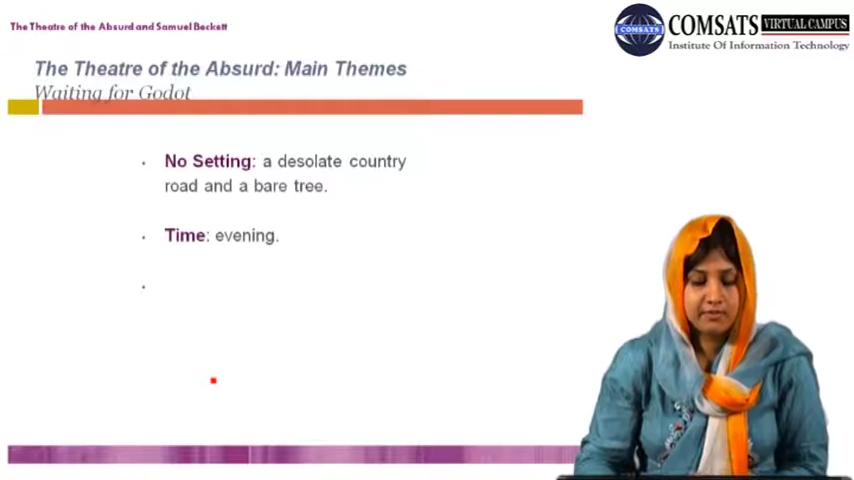 The Theatre of the Absurd and Samuel Beckett
COMSATS
COMSATS
VIRTUAL CAMPUS
Institute Of Information Technology
The Theatre of the Absurd: Main Themes
Waiting for Godot
No Setting: a desolate country
road and a bare tree.
Time: evening.